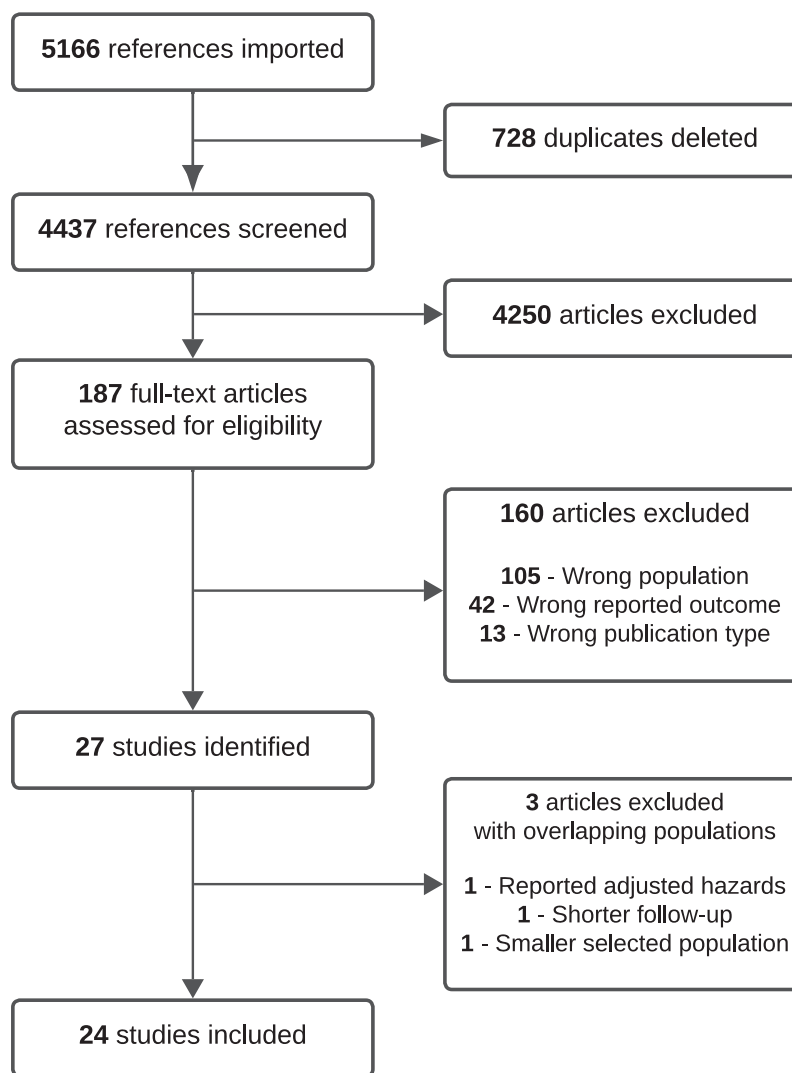 5166 references imported
728 duplicates deleted
4437 references screened
4250 articles excluded
187 full-text articles
assessed for eligibility
160 articles excluded
105 - Wrong population
42 - Wrong reported outcome
13 - Wrong publication type
27 studies identified
3 articles excluded
with overlapping populations
1 - Reported adjusted hazards
1 - Shorter follow-up
1 - Smaller selected population
24 studies included